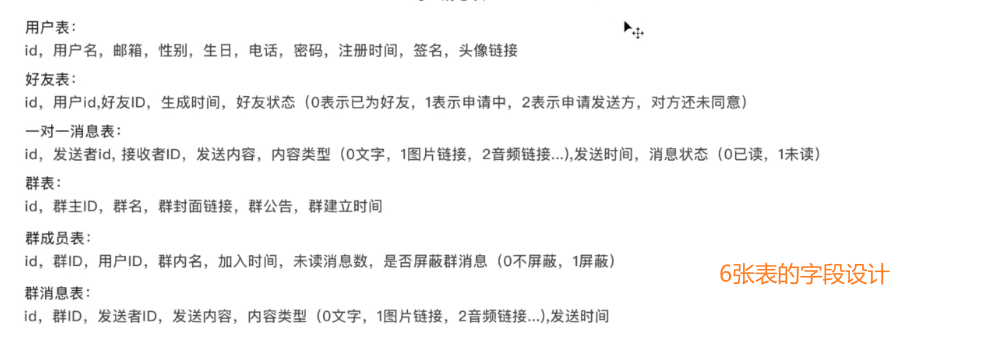 用户表：
id，用户名，邮箱，性别，生日，电话，密码，注册时间，签名，头像链接
好友表：
id，用户id,好友ID，生成时间，好友状态（0表示已为好友，1表示申请中，2表示申请发送方，对方还未同意）
一对一消息表：
id，发送者id, 接收者ID，发送内容，内容类型（0文字，1图片链接，2音频链接...),发送时间，消息状态（0已读，1未读）
群表：
id，群主ID，群名，群封面链接，群公告，群建立时间
群成员表：
id，群ID，用户ID，群内名，加入时间，未读消息数，是否屏蔽群消息（0不屏蔽，1屏蔽）
6张表的字段设计
群消息表：
id，群ID，发送者ID，发送内容，内容类型（0文字，1图片链接，2音频链接...),发送时间